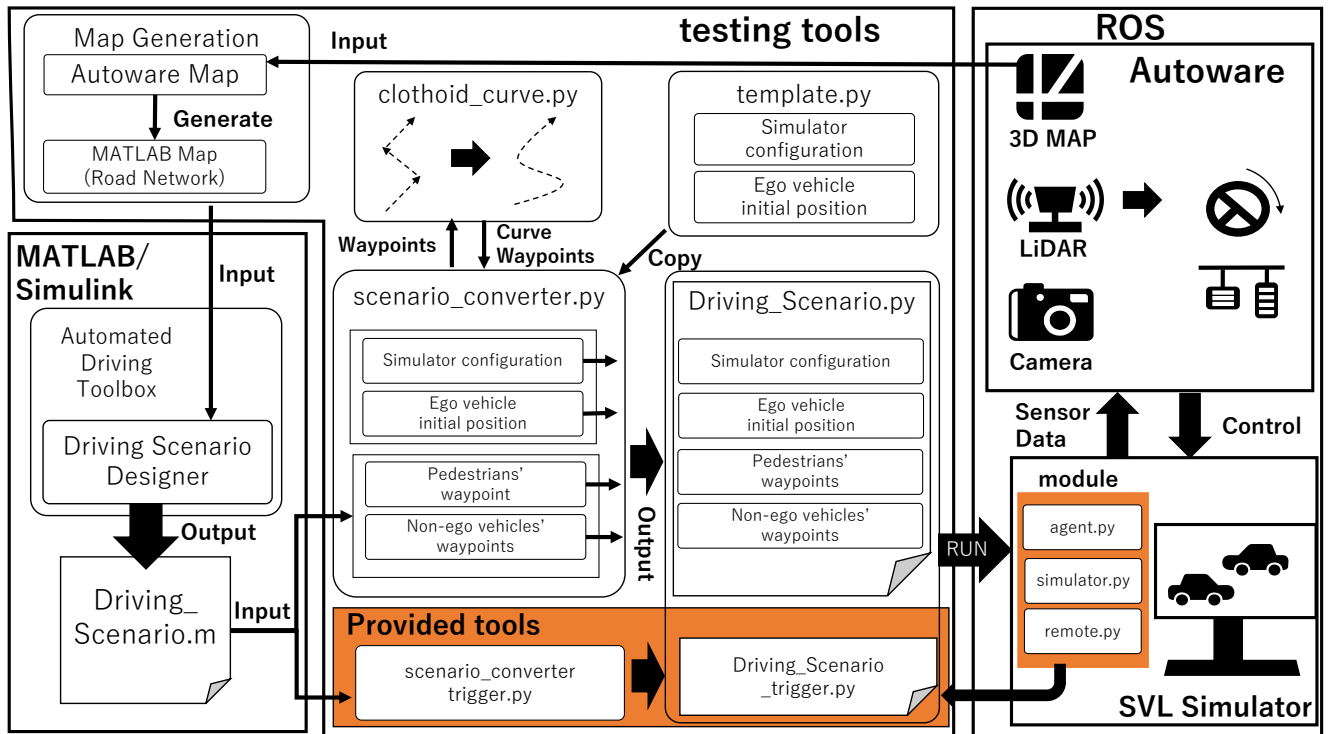 testing tools
Map Generation
Autoware Map
Generate
MATLAB Map
(Road Network)
Input
clothoid_curve.py
template.py
Simulator
configuration
Ego vehicle
initial position
Waypoints
Curve
Waypoints
Copy
Input
MATLAB/
Simulink
Automated
Driving
Toolbox
Driving Scenario
Designer
Output
Driving_
Scenario.m
Input
scenario_converter.py
Simulator configuration
Ego vehicle
initial position
Pedestrians’
waypoint
Non-ego vehicles’
waypoints
Output
Driving_Scenario.py
Simulator configuration
Ego vehicle
initial position
Pedestrians’
waypoints
Non-ego vehicles’
waypoints
RUN
Provided tools
scenario_converter
trigger.py
Driving_Scenario
_trigger.py
ROS
Autoware
3D MAP
LiDAR
Camera
Sensor
Data
Control
module
agent.py
simulator.py
remote.py
SVL Simulator